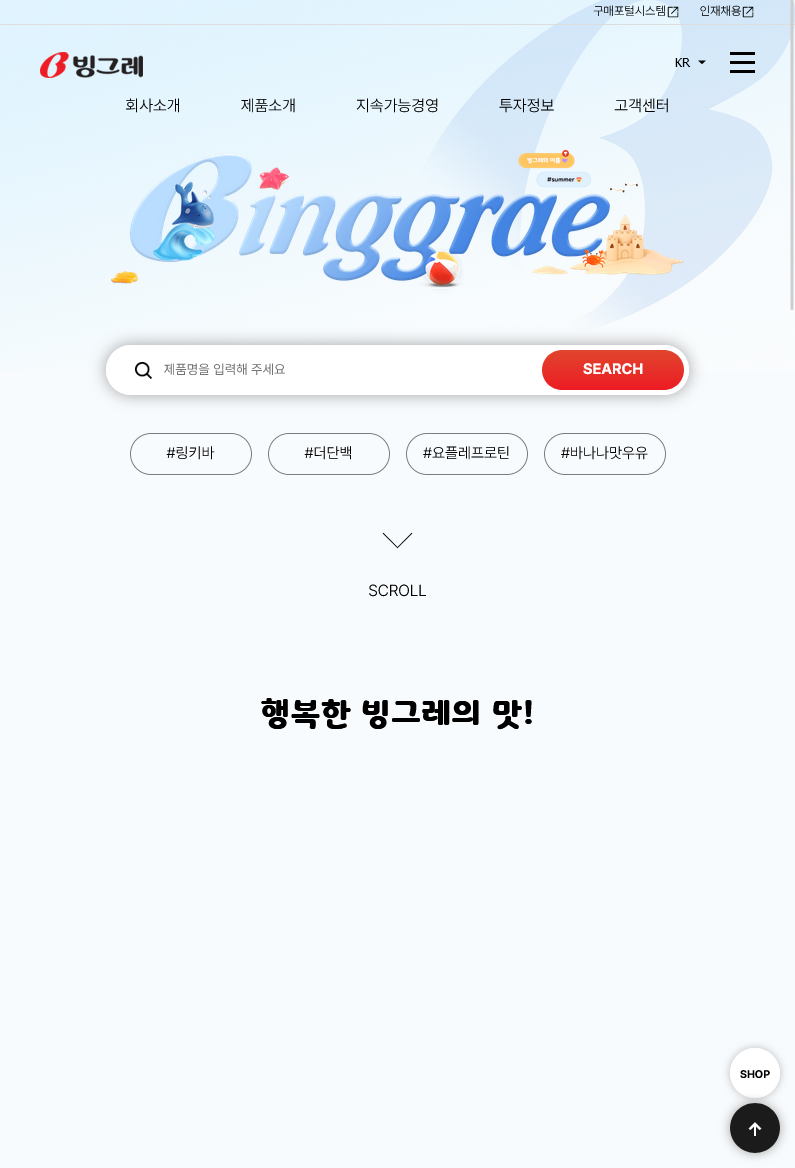 구매포털시스템 인재채용
빙그레
KR
회사소개 제품소개 지속가능경영 투자정보 고객센터
빙그레의 여름
#summer
Binggrae
제품명을 입력해 주세요
SEARCH
#링키바 #더단백 #요플레프로틴 #바나나맛우유
SCROLL
행복한 빙그레의 맛!
SHOP